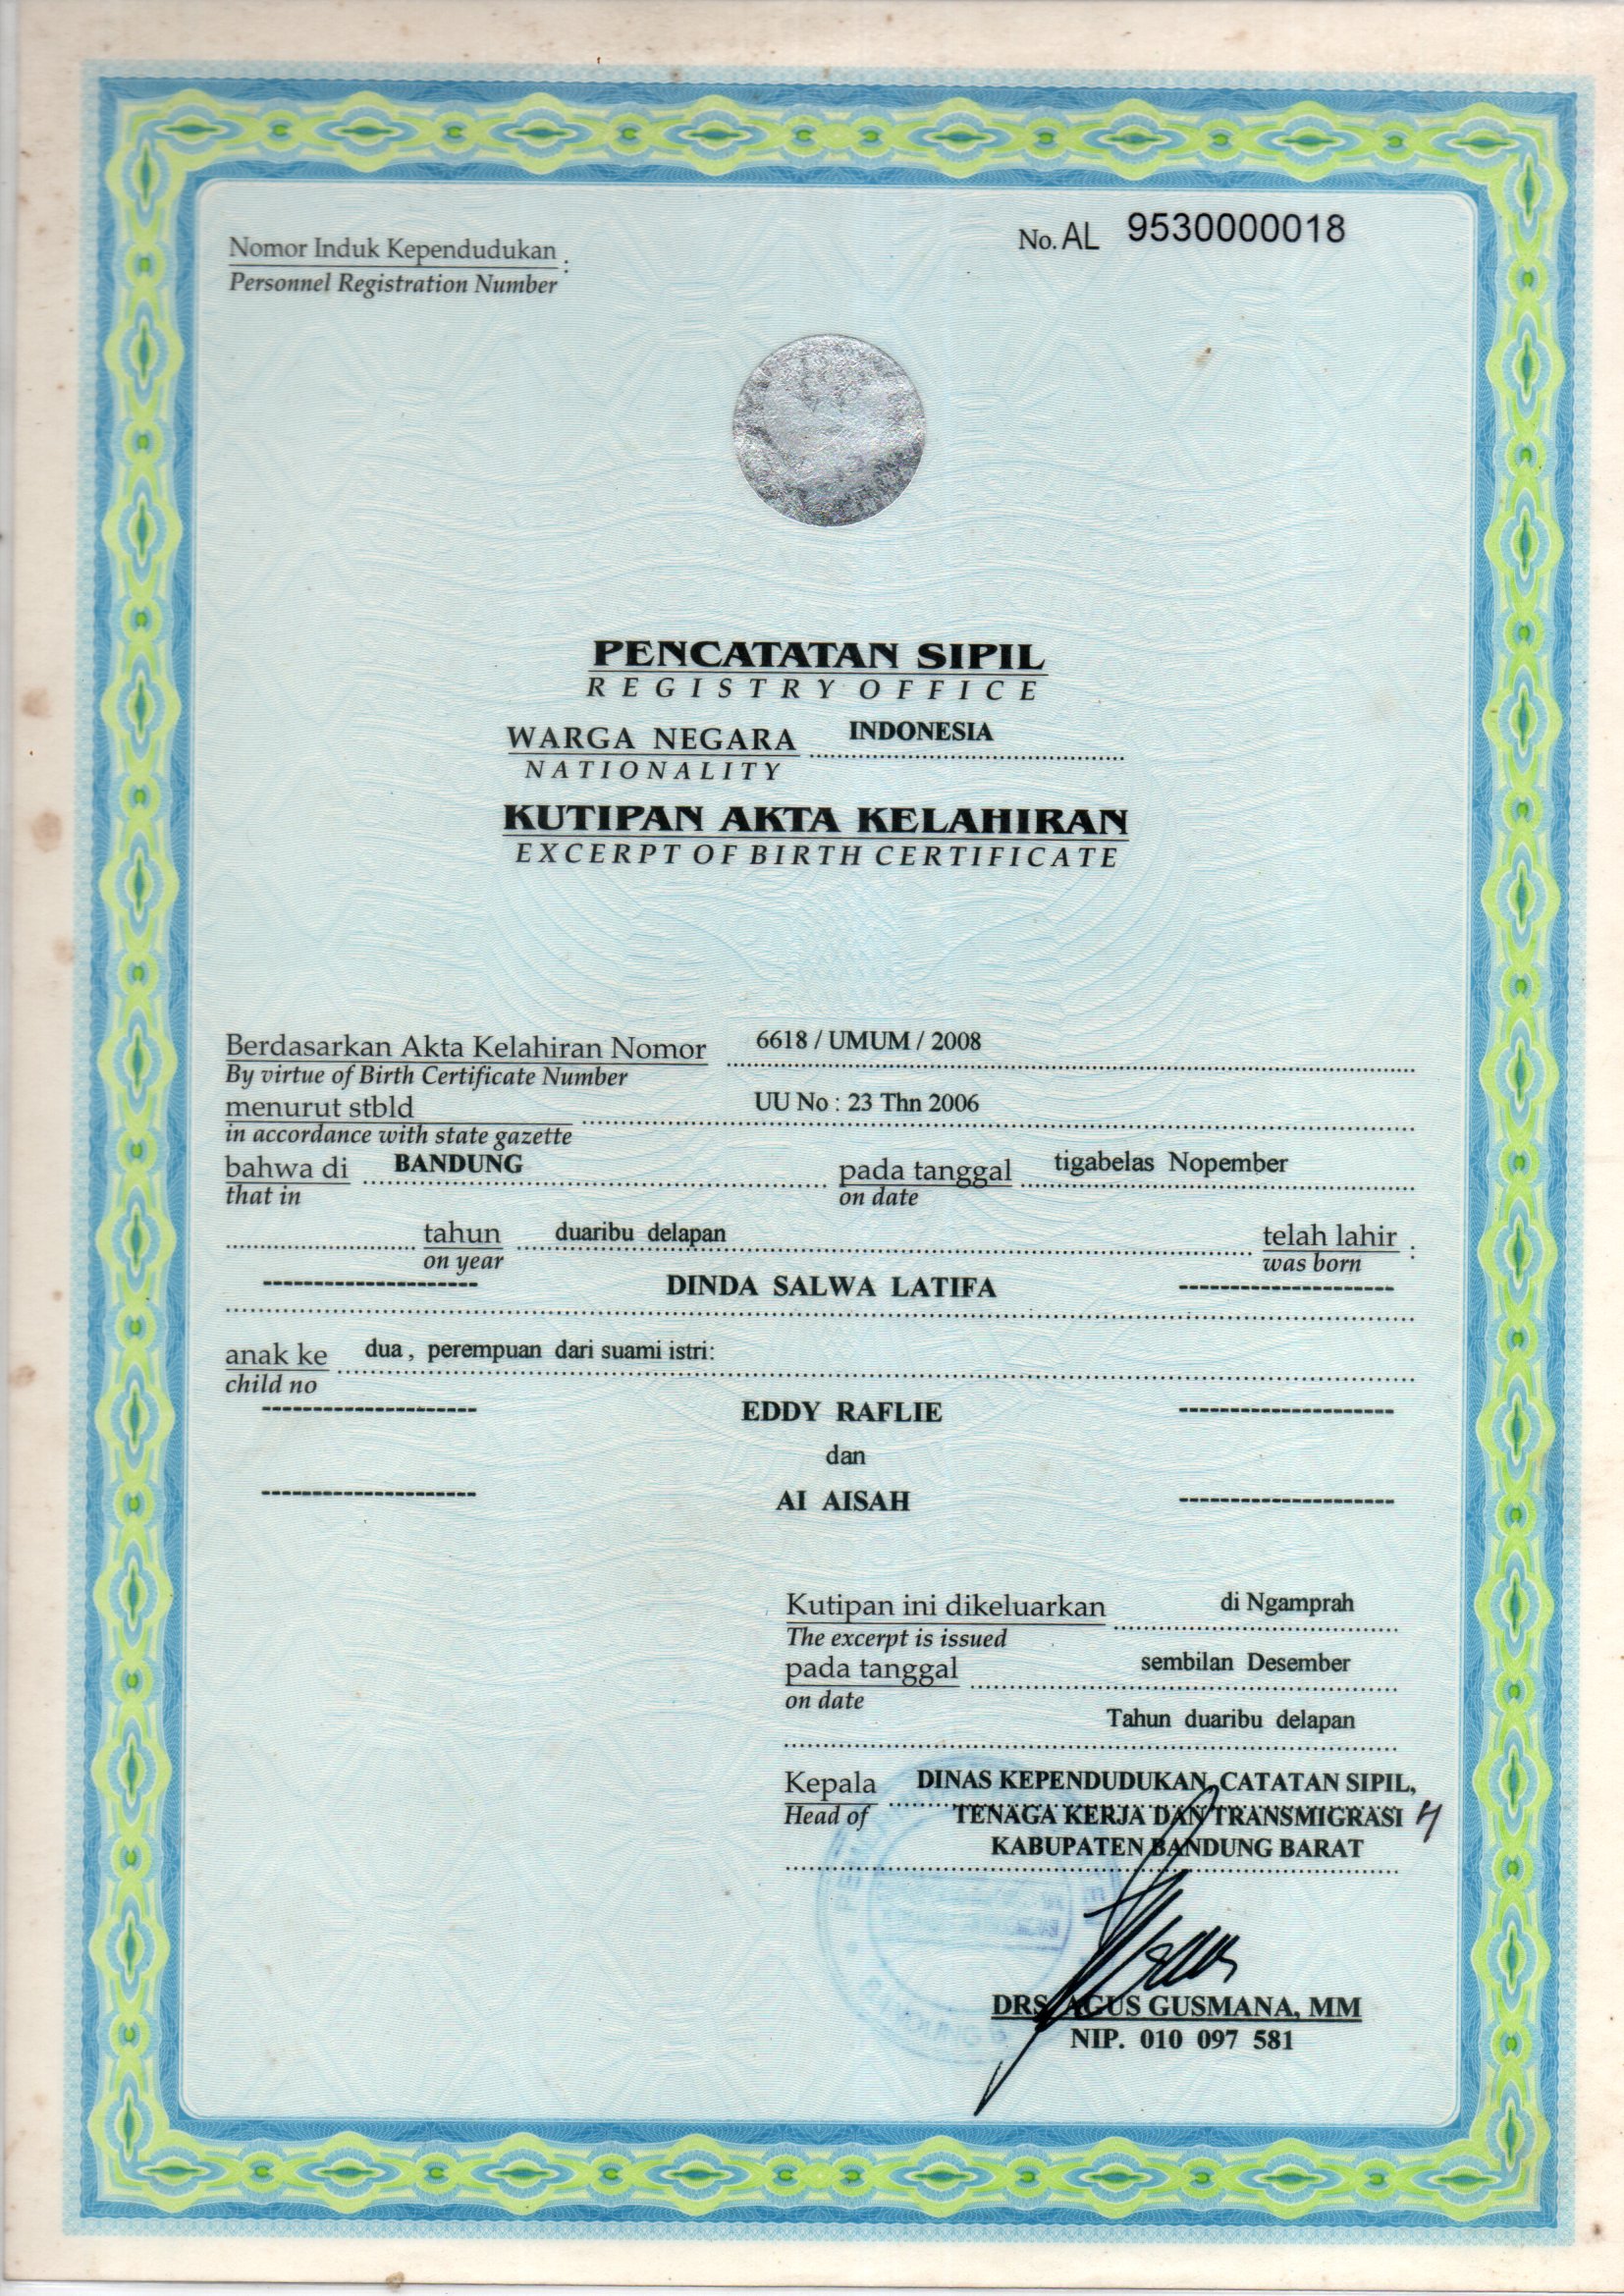 No. AL 9530000018
Nomor Induk Kependudukan :
Personnel Registration Number
PENCATATAN SIPIL
REGISTRY OFFICE
WARGA NEGARA INDONESIA
NATIONALITY
KUTIPAN AKTA KELAHIRAN
EXCERPT OF BIRTH CERTIFICATE
Berdasarkan Akta Kelahiran Nomor 6618 / UMUM / 2008
By virtue of Birth Certificate Number
menurut stbld UU No : 23 Thn 2006
in accordance with state gazette
bahwa di BANDUNG pada tanggal tigabelas Nopember
that in on date
tahun duaribu delapan telah lahir :
on year was born
DINDA SALWA LATIFA
anak ke dua , perempuan dari suami istri:
child no
EDDY RAFLIE
dan
AI AISAH
Kutipan ini dikeluarkan di Ngamprah
The excerpt is issued
pada tanggal sembilan Desember
on date
Tahun duaribu delapan
Kepala DINAS KEPENDUDUKAN, CATATAN SIPIL,
Head of TENAGA KERJA DAN TRANSMIGRASI
KABUPATEN BANDUNG BARAT
DRS. AGUS GUSMANA, MM
NIP. 010 097 581